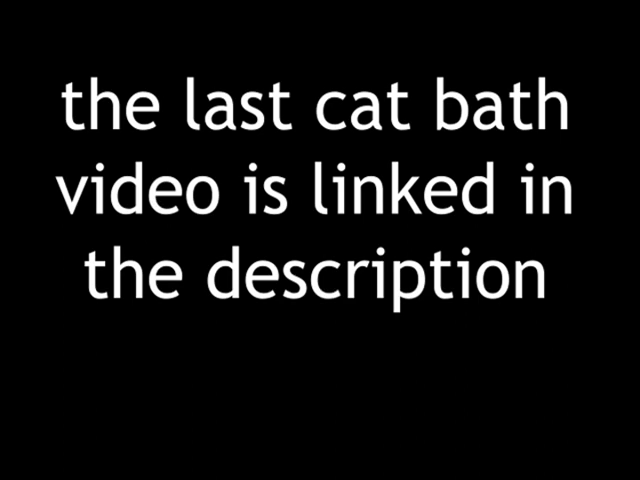 the last cat bath
video is linked in
the description